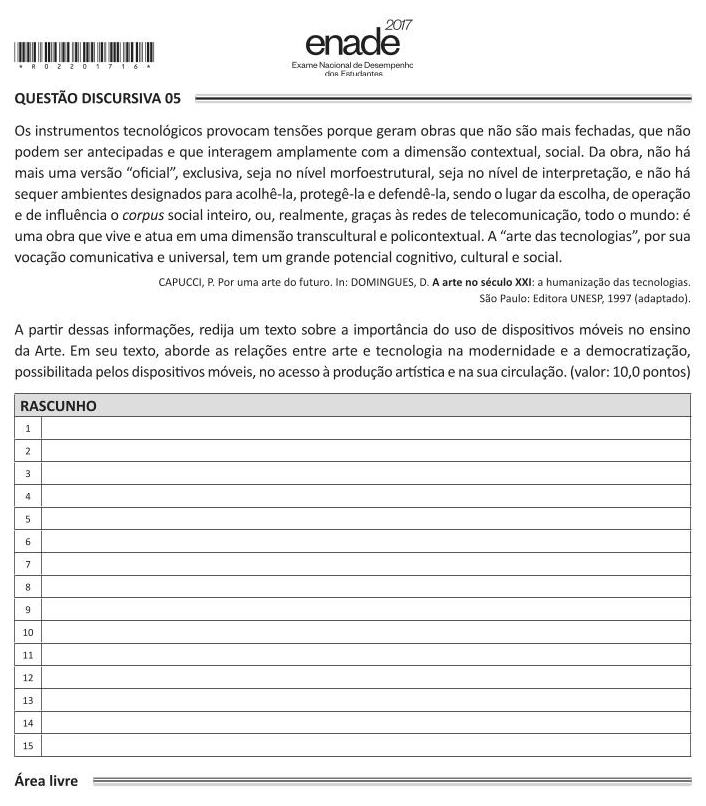 2017
enade
Exame Nacional de Desempenho
dos Estudantes
*R0220171 6*
QUESTÃO DISCURSIVA 05
Os instrumentos tecnológicos provocam tensões porque geram obras que não são mais fechadas, que não
podem ser antecipadas e que interagem amplamente com a dimensão contextual, social. Da obra, não há
mais uma versão “oficial”, exclusiva, seja no nível morfoestrutural, seja no nível de interpretação, e não há
sequer ambientes designados para acolhê-la, protegê-la e defendê-la, sendo o lugar da escolha, de operação
e de influência o corpus social inteiro, ou, realmente, graças às redes de telecomunicação, todo o mundo: é
uma obra que vive e atua em uma dimensão transcultural e policontextual. A “arte das tecnologias”, por sua
vocação comunicativa e universal, tem um grande potencial cognitivo, cultural e social.
CAPUCCI, P. Por uma arte do futuro. In: DOMINGUES, D. A arte no século XXI: a humanização das tecnologias.
São Paulo: Editora UNESP, 1997 (adaptado).
A partir dessas informações, redija um texto sobre a importância do uso de dispositivos móveis no ensino
da Arte. Em seu texto, aborde as relações entre arte e tecnologia na modernidade e a democratização,
possibilitada pelos dispositivos móveis, no acesso à produção artística e na sua circulação. (valor: 10,0 pontos)
RASCUNHO
1
2
3
4
5
6
7
8
9
10
11
12
13
14
15
Área livre